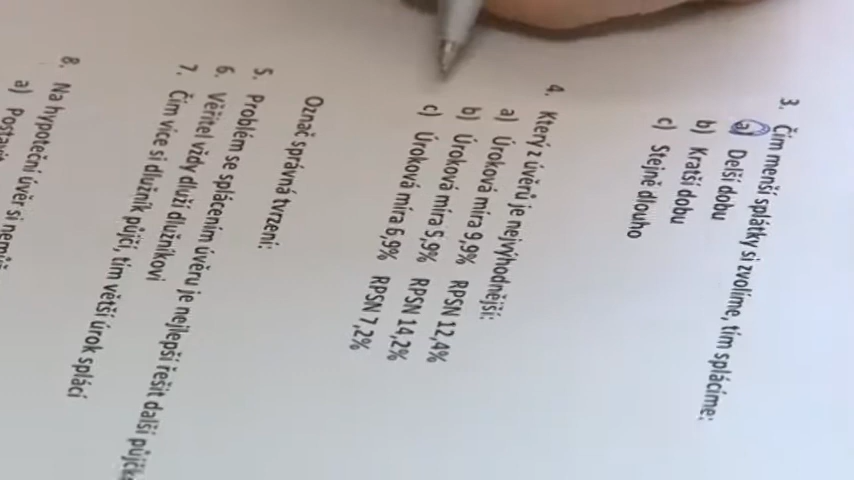 3. Čím menší splátky si zvolíme, tím splácíme:
a) Delší dobu
b) Kratší dobu
c) Stejně dlouho
4. Který z úvěrů je nejvýhodnější:
a) Úroková míra 9,9% RPSN 12,4%
b) Úroková míra 5,9% RPSN 14,2%
c) Úroková míra 6,9% RPSN 7,2%
Označ správná tvrzení:
5. Problém se splácením úvěru je nejlepší řešit další
6. Věřitel vždy dluží dlužníkovi
7. Čím více si dlužník půjčí, tím větší úrok splácí
8. Na hypoteční úvěr si
a)